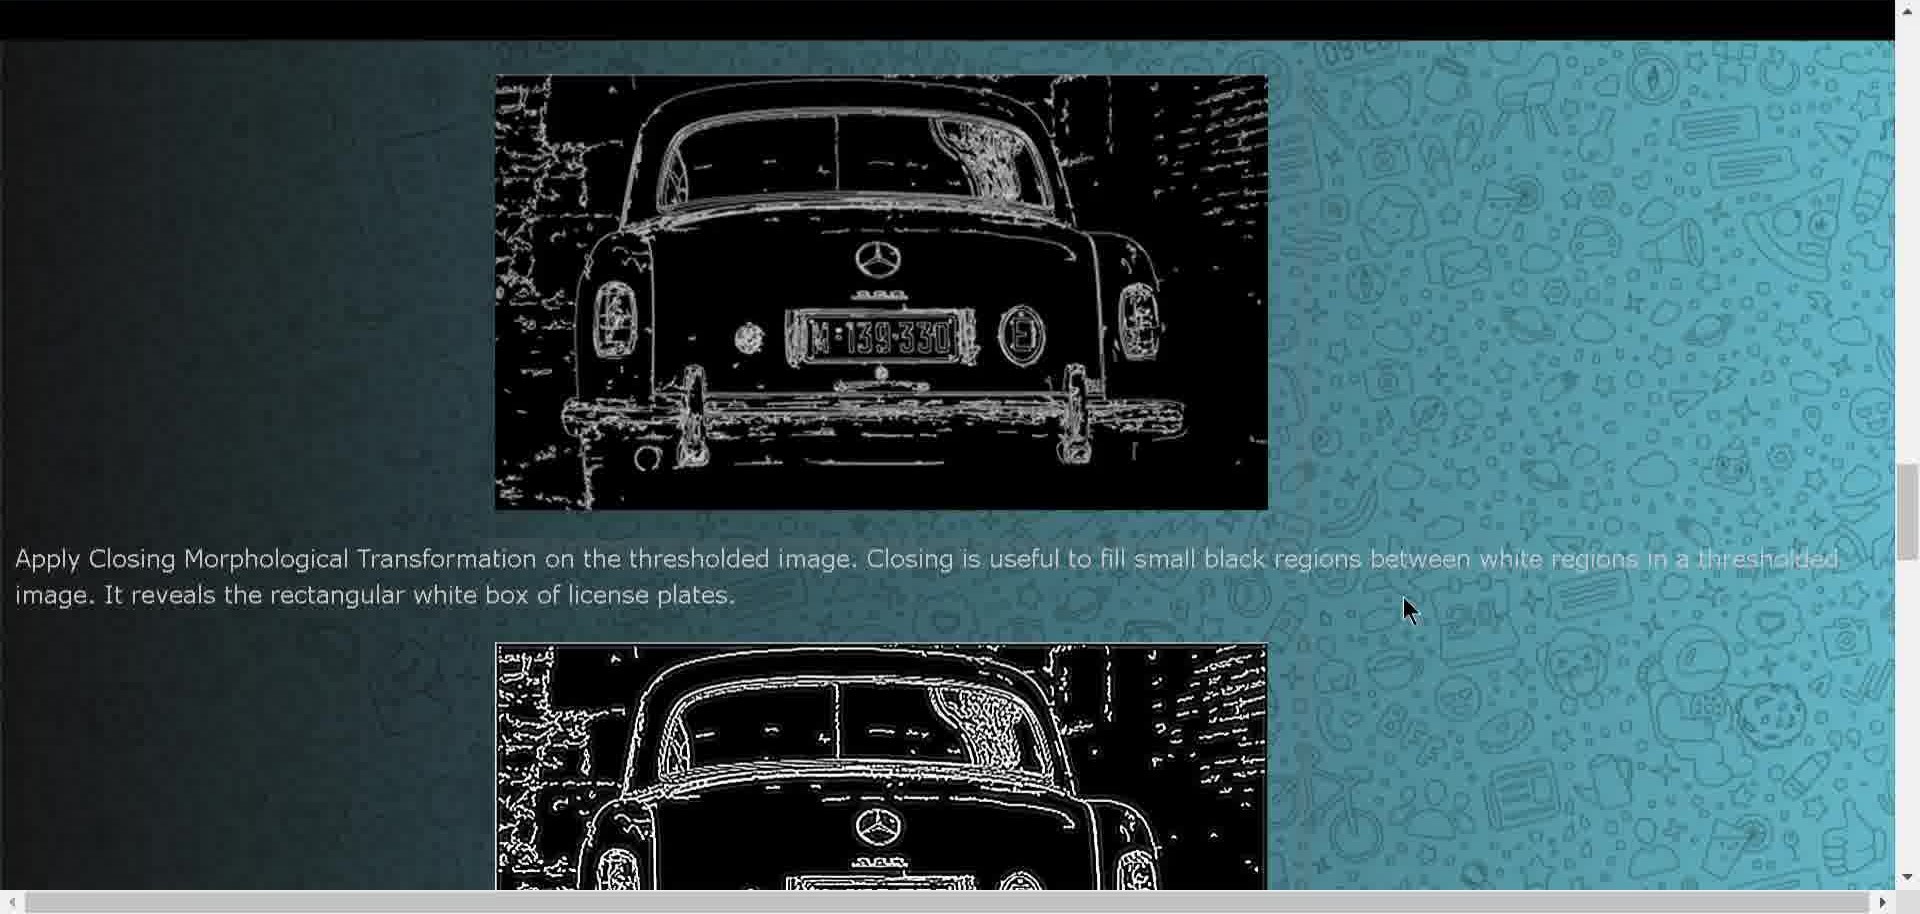 M·139·330
E
Apply Closing Morphological Transformation on the thresholded image. Closing is useful to fill small black regions between white regions in a thresholded
image. It reveals the rectangular white box of license plates.